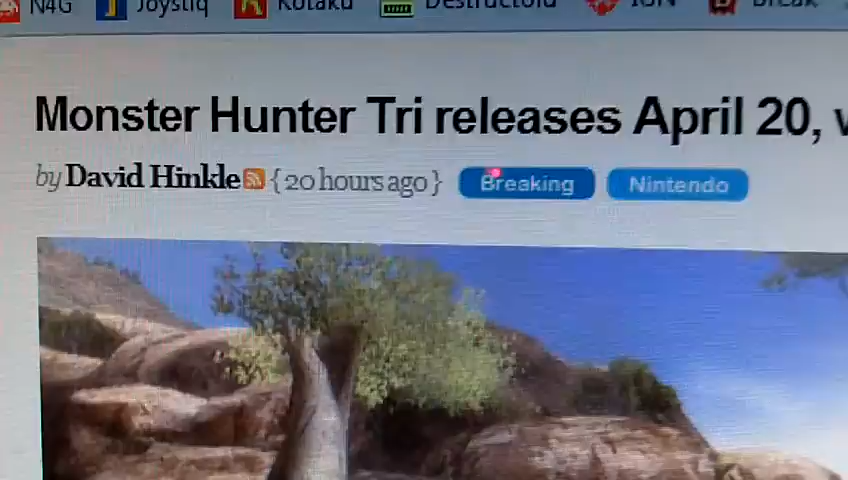 N4G Joystiq Kotaku Destructoid IGN Break
Monster Hunter Tri releases April 20,
by David Hinkle {20 hours ago} Breaking Nintendo